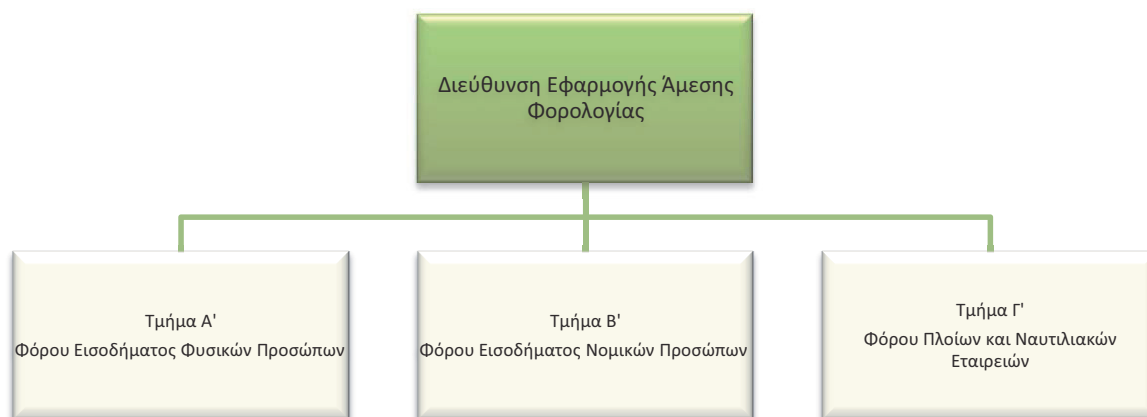 Διεύθυνση Εφαρμογής Άμεσης
Φορολογίας
Τμήμα Α'
Φόρου Εισοδήματος Φυσικών Προσώπων
Τμήμα Β'
Φόρου Εισοδήματος Νομικών Προσώπων
Τμήμα Γ'
Φόρου Πλοίων και Ναυτιλιακών
Εταιρειών